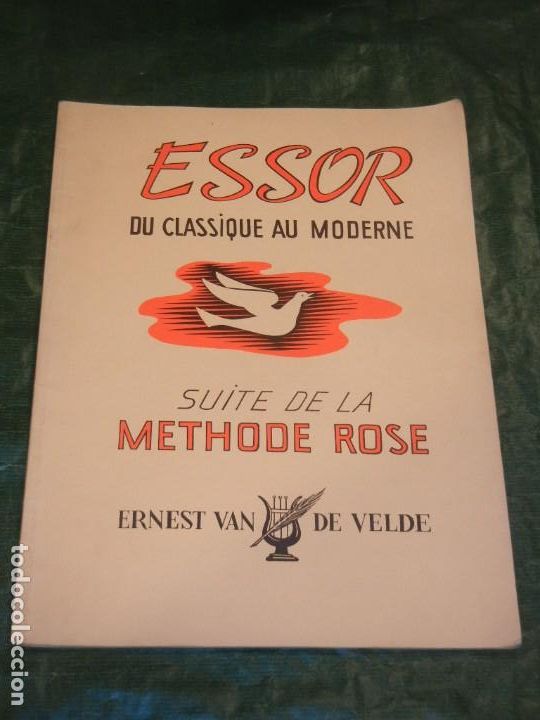 ESSOR
DU CLASSiQUE AU MODERNE
SUiTE DE LA
METHODE ROSE
ERNEST VAN DE VELDE
todocoleccion